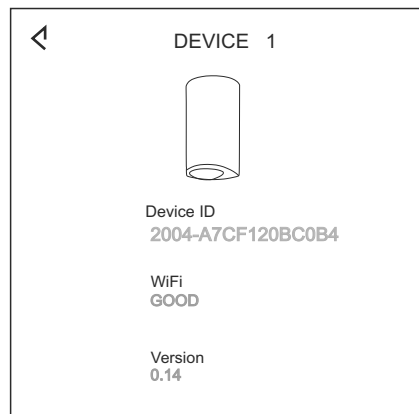 DEVICE 1
Device ID
2004-A7CF120BC0B4
WiFi
GOOD
Version
0.14